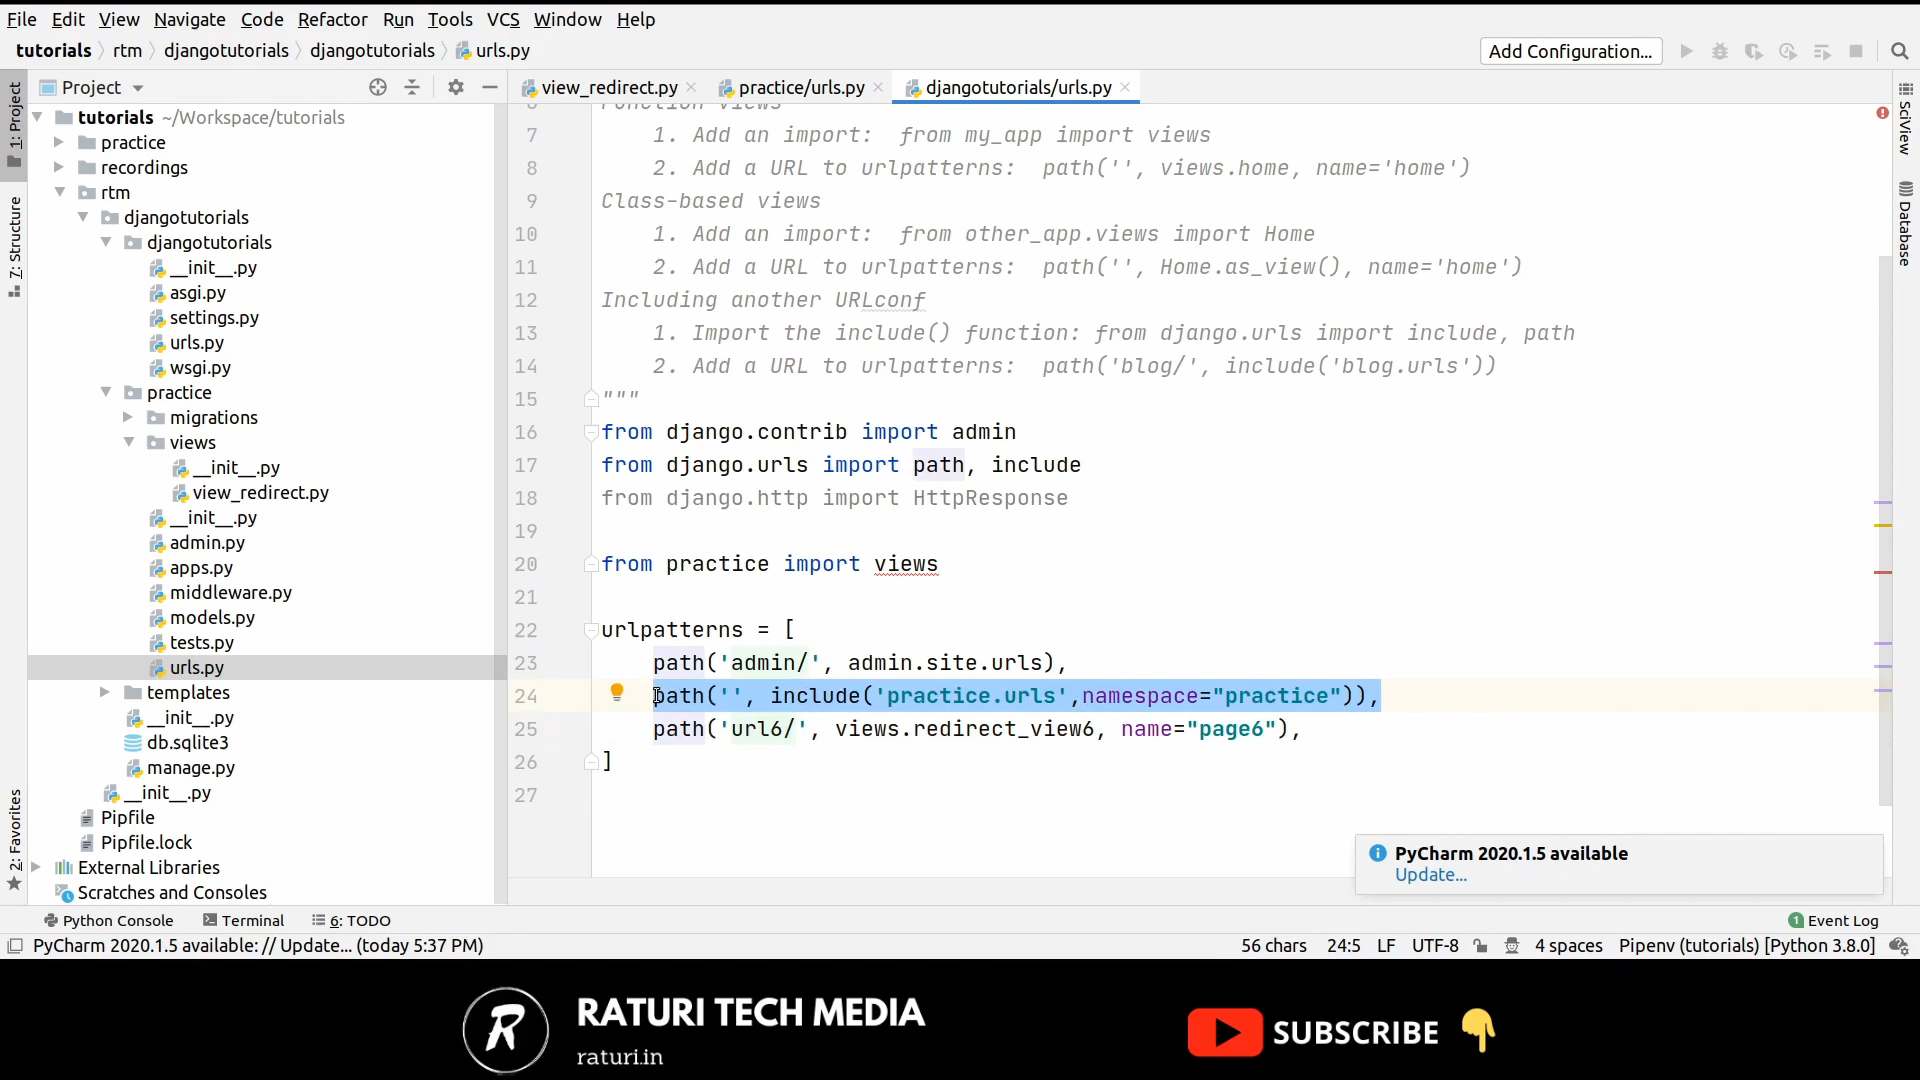 File Edit View Navigate Code Refactor Run Tools VCS Window Help
tutorials rtm djangotutorials djangotutorials urls.py
Add Configuration...
Project
view_redirect.py
practice/urls.py
djangotutorials/urls.py
1: Project
7: Structure
2: Favorites
SciView
Database
tutorials ~/Workspace/tutorials
practice
recordings
rtm
djangotutorials
djangotutorials
__init__.py
asgi.py
settings.py
urls.py
wsgi.py
practice
migrations
views
__init__.py
view_redirect.py
__init__.py
admin.py
apps.py
middleware.py
models.py
tests.py
urls.py
templates
__init__.py
db.sqlite3
manage.py
__init__.py
Pipfile
Pipfile.lock
External Libraries
Scratches and Consoles
6 Function views
7 1. Add an import:  from my_app import views
8 2. Add a URL to urlpatterns:  path('', views.home, name='home')
9 Class-based views
10 1. Add an import:  from other_app.views import Home
11 2. Add a URL to urlpatterns:  path('', Home.as_view(), name='home')
12 Including another URLconf
13 1. Import the include() function: from django.urls import include, path
14 2. Add a URL to urlpatterns:  path('blog/', include('blog.urls'))
15 """
16 from django.contrib import admin
17 from django.urls import path, include
18 from django.http import HttpResponse
19
20 from practice import views
21
22 urlpatterns = [
23 path('admin/', admin.site.urls),
24 path('', include('practice.urls',namespace="practice")),
25 path('url6/', views.redirect_view6, name="page6"),
26 ]
27
PyCharm 2020.1.5 available
Update...
Python Console Terminal 6: TODO
1 Event Log
PyCharm 2020.1.5 available: // Update... (today 5:37 PM)
56 chars 24:5 LF UTF-8 4 spaces Pipenv (tutorials) [Python 3.8.0]
R
RATURI TECH MEDIA
raturi.in
SUBSCRIBE